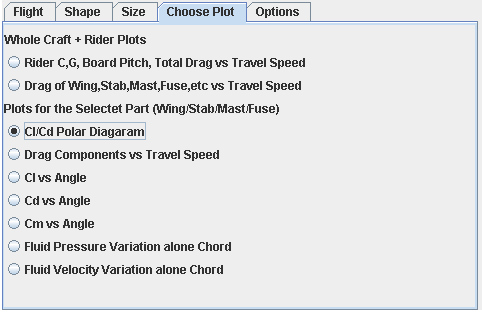 Flight Shape Size Choose Plot Options
Whole Craft + Rider Plots
Rider C,G, Board Pitch, Total Drag vs Travel Speed
Drag of Wing,Stab,Mast,Fuse,etc vs Travel Speed
Plots for the Selectet Part (Wing/Stab/Mast/Fuse)
Cl/Cd Polar Diagaram
Drag Components vs Travel Speed
Cl vs Angle
Cd vs Angle
Cm vs Angle
Fluid Pressure Variation alone Chord
Fluid Velocity Variation alone Chord